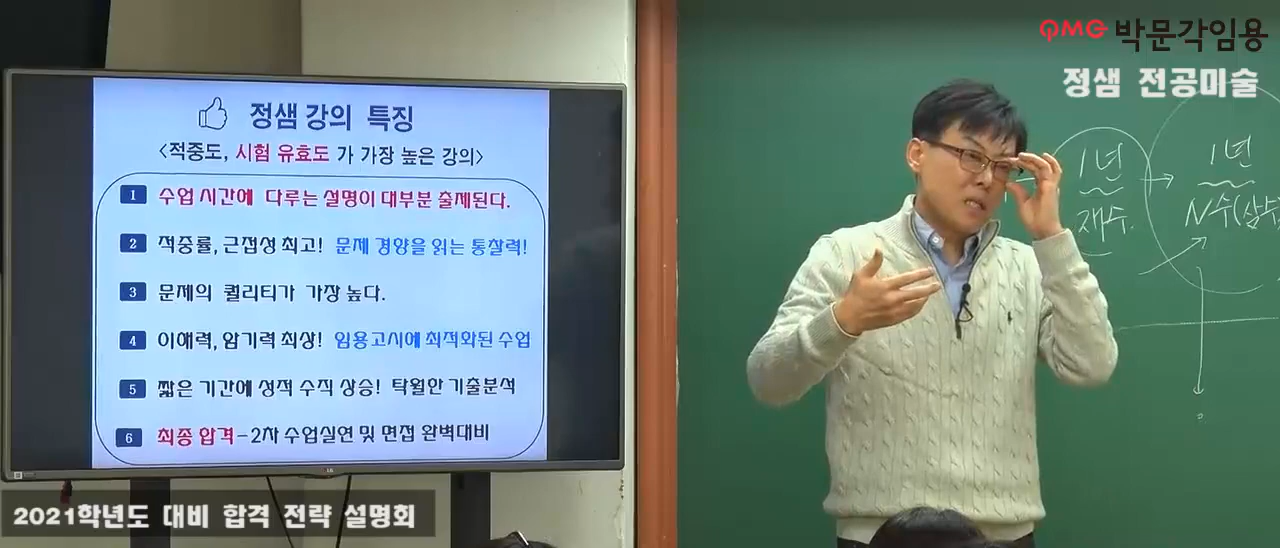 정샘 강의 특징
<적중도, 시험 유효도 가 가장 높은 강의>
1 수업 시간에 다루는 설명이 대부분 출제된다.
2 적중률, 근접성 최고! 문제 경향을 읽는 통찰력!
3 문제의 퀄리티가 가장 높다.
4 이해력, 암기력 최상! 임용고시에 최적화된 수업
5 짧은 기간에 성적 수직 상승! 탁월한 기출분석
6 최종 합격 - 2차 수업실연 및 면접 완벽대비
LG
2021학년도 대비 합격 전략 설명회
PMG 박문각임용
정샘 전공미술
1년
재수.
1년
N수(삼수